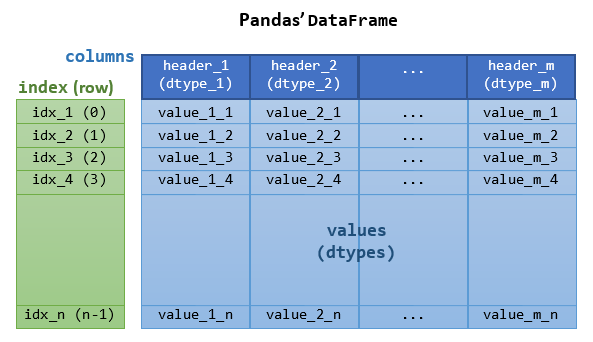 Pandas’ DataFrame
columns
header_1 header_2 ... header_m
(dtype_1) (dtype_2) (dtype_m)
index (row)
idx_1 (0) value_1_1 value_2_1 ... value_m_1
idx_2 (1) value_1_2 value_2_2 ... value_m_2
idx_3 (2) value_1_3 value_2_3 ... value_m_3
idx_4 (3) value_1_4 value_2_4 ... value_m_4
values
(dtypes)
idx_n (n-1) value_1_n value_2_n ... value_m_n